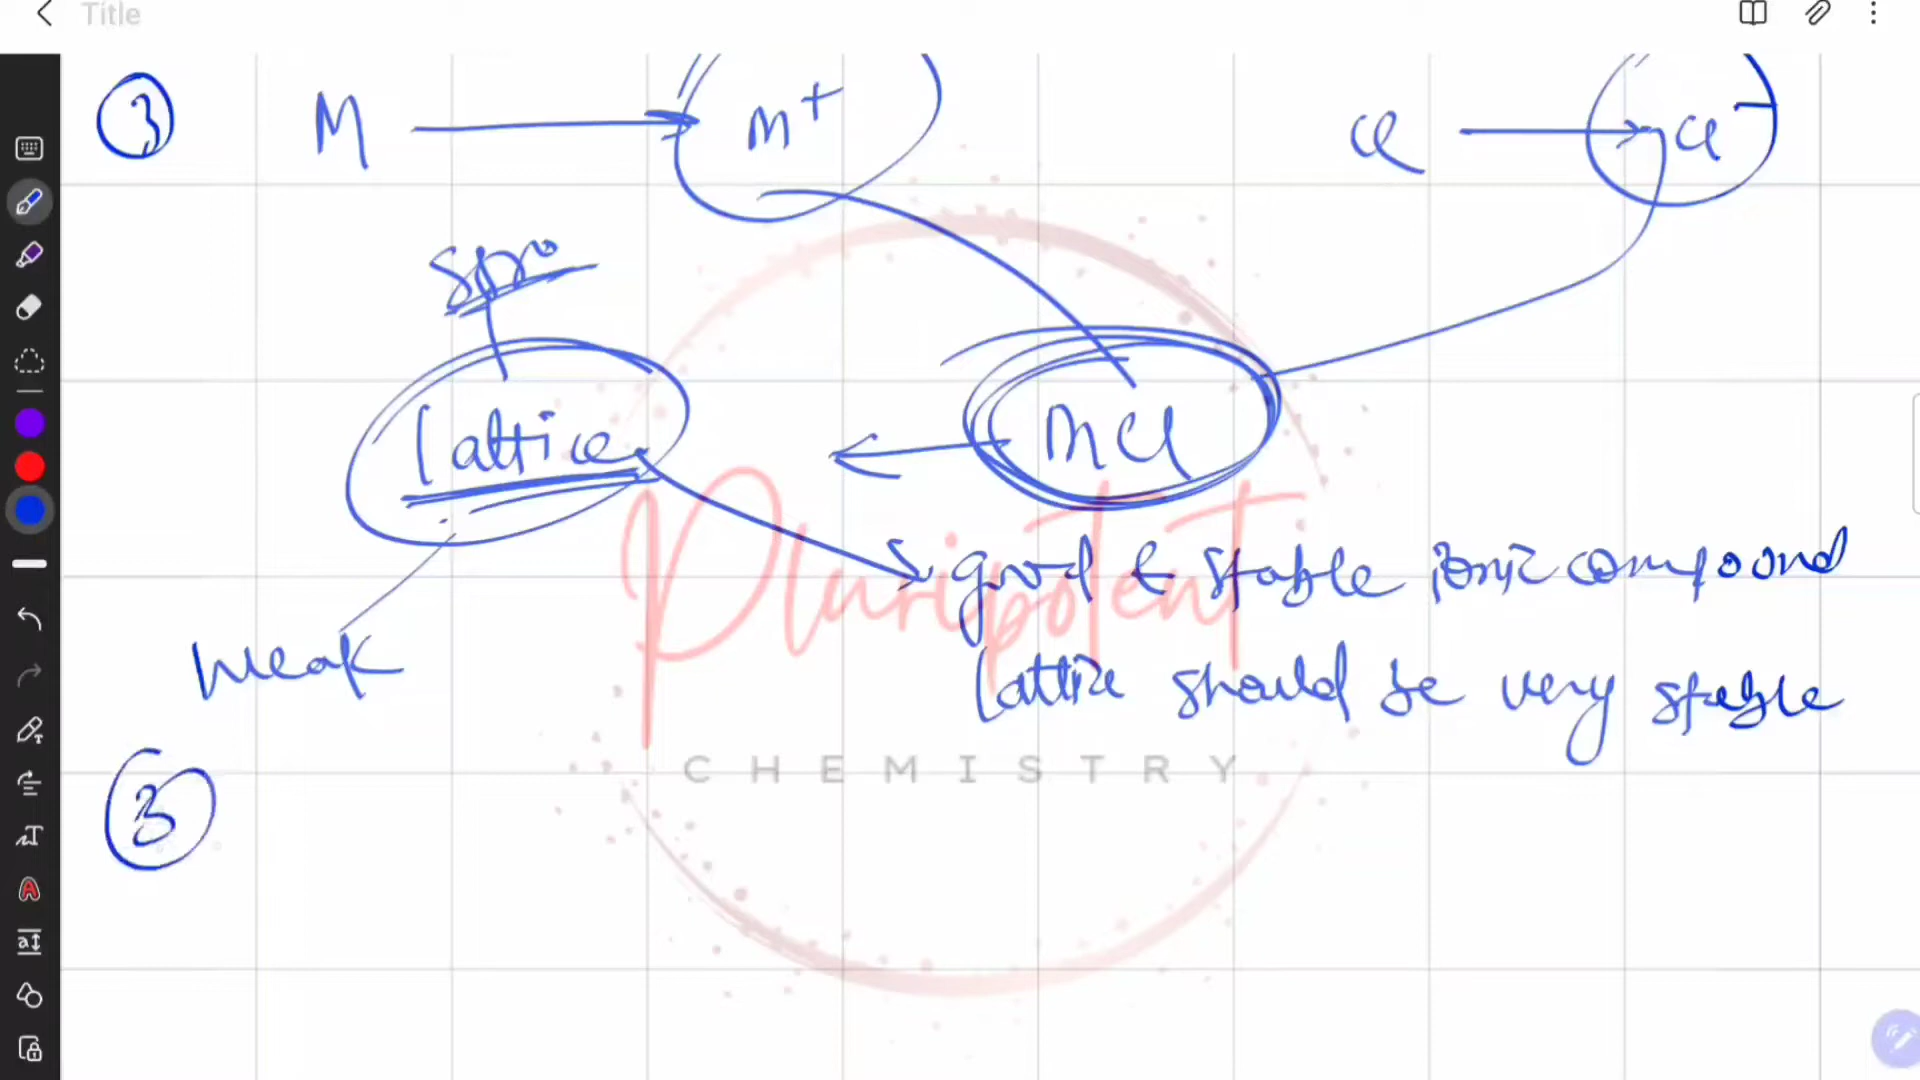 Title
3 M → M+ Cl → Cl-
lattice ← MCl
good & stable ionic compound
weak lattice should be very stable
3
Pluripotent
CHEMISTRY